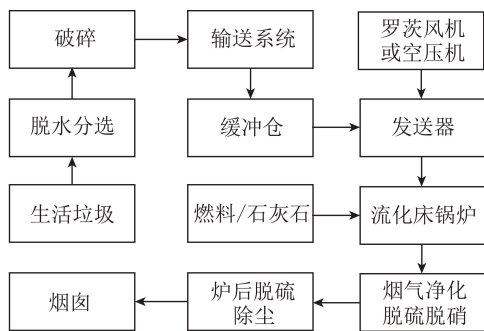 破碎
输送系统
罗茨风机
或空压机
脱水分选
缓冲仓
发送器
生活垃圾
燃料/石灰石
流化床锅炉
烟囱
炉后脱硫
除尘
烟气净化
脱硫脱硝